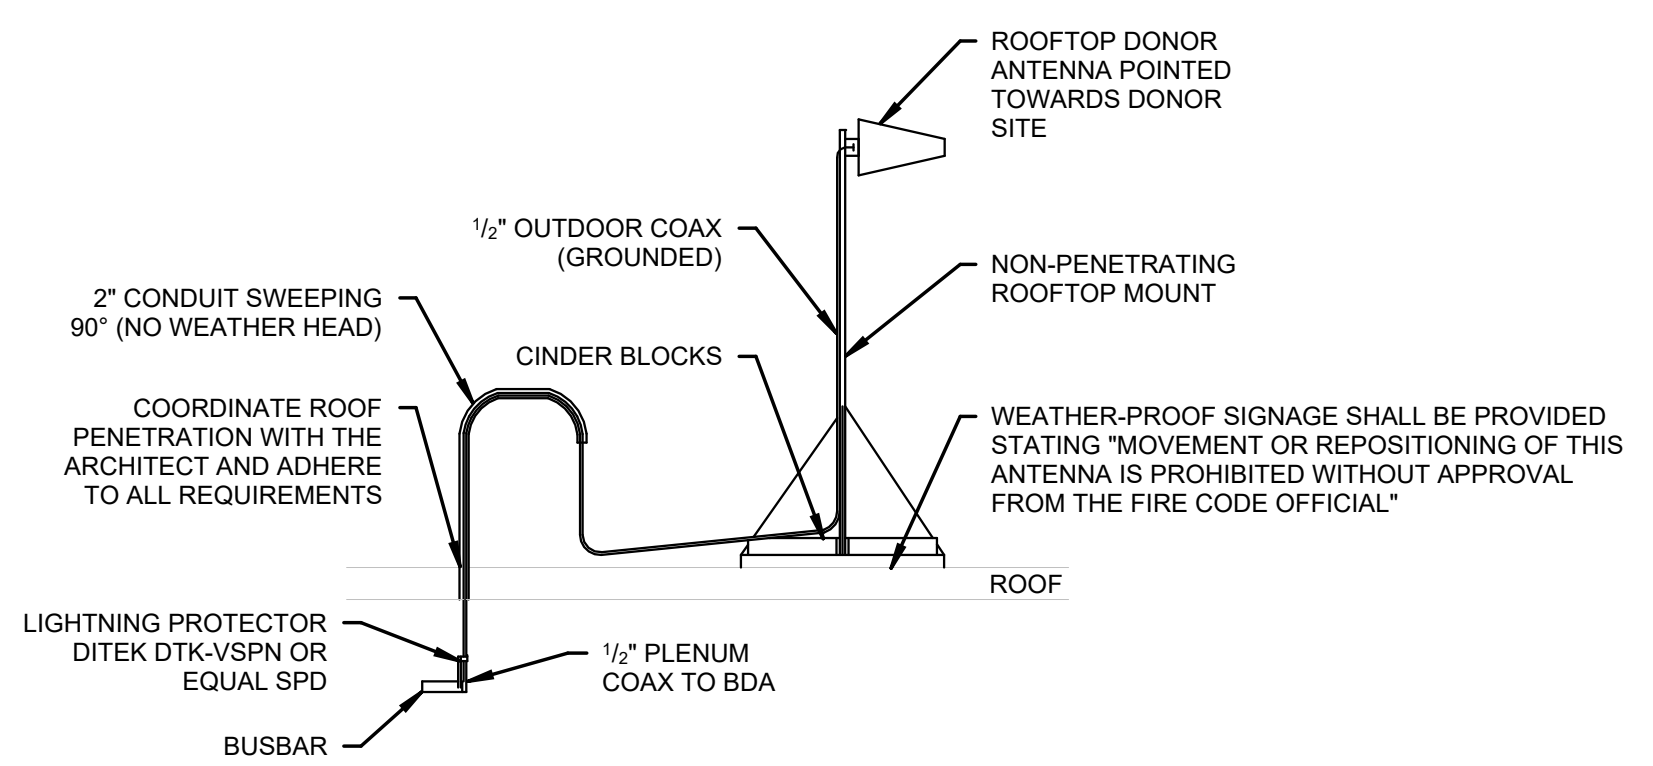 ROOFTOP DONOR
ANTENNA POINTED
TOWARDS DONOR
SITE
1/2" OUTDOOR COAX
(GROUNDED)
NON-PENETRATING
ROOFTOP MOUNT
2" CONDUIT SWEEPING
90° (NO WEATHER HEAD)
CINDER BLOCKS
COORDINATE ROOF
PENETRATION WITH THE
ARCHITECT AND ADHERE
TO ALL REQUIREMENTS
WEATHER-PROOF SIGNAGE SHALL BE PROVIDED
STATING "MOVEMENT OR REPOSITIONING OF THIS
ANTENNA IS PROHIBITED WITHOUT APPROVAL
FROM THE FIRE CODE OFFICIAL"
ROOF
LIGHTNING PROTECTOR
DITEK DTK-VSPN OR
EQUAL SPD
1/2" PLENUM
COAX TO BDA
BUSBAR